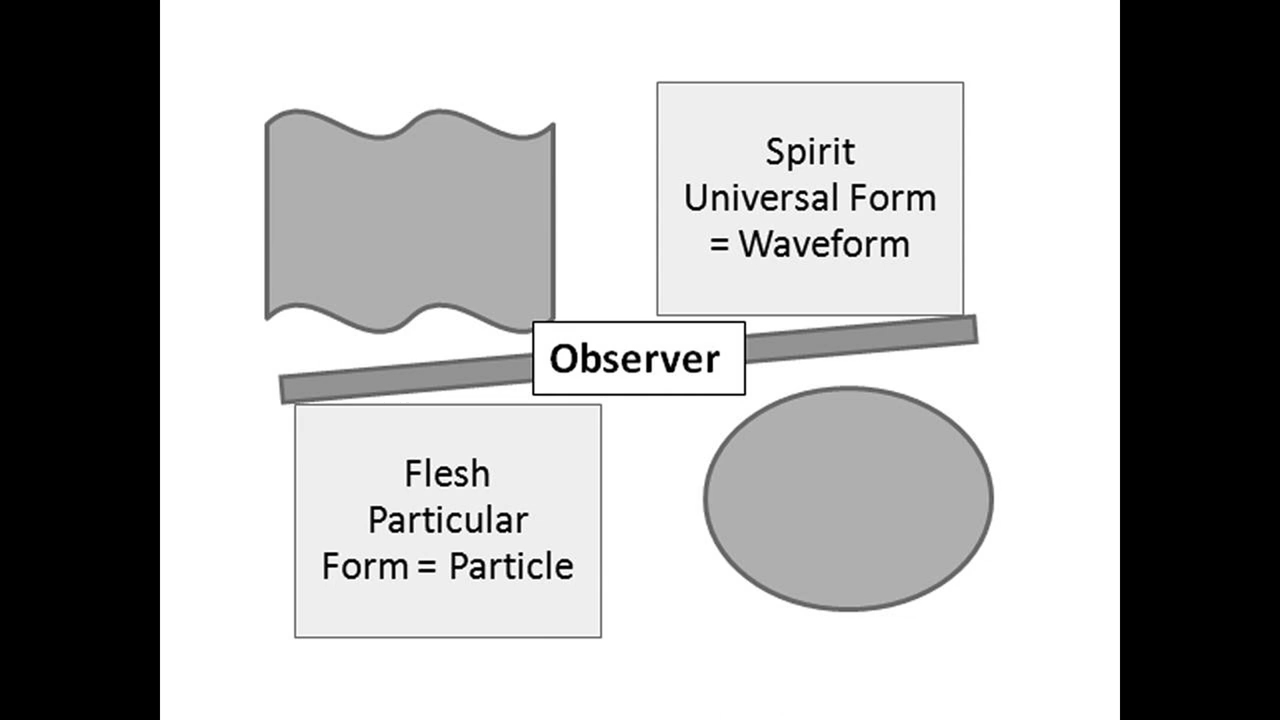 Spirit
Universal Form
= Waveform
Observer
Flesh
Particular
Form = Particle